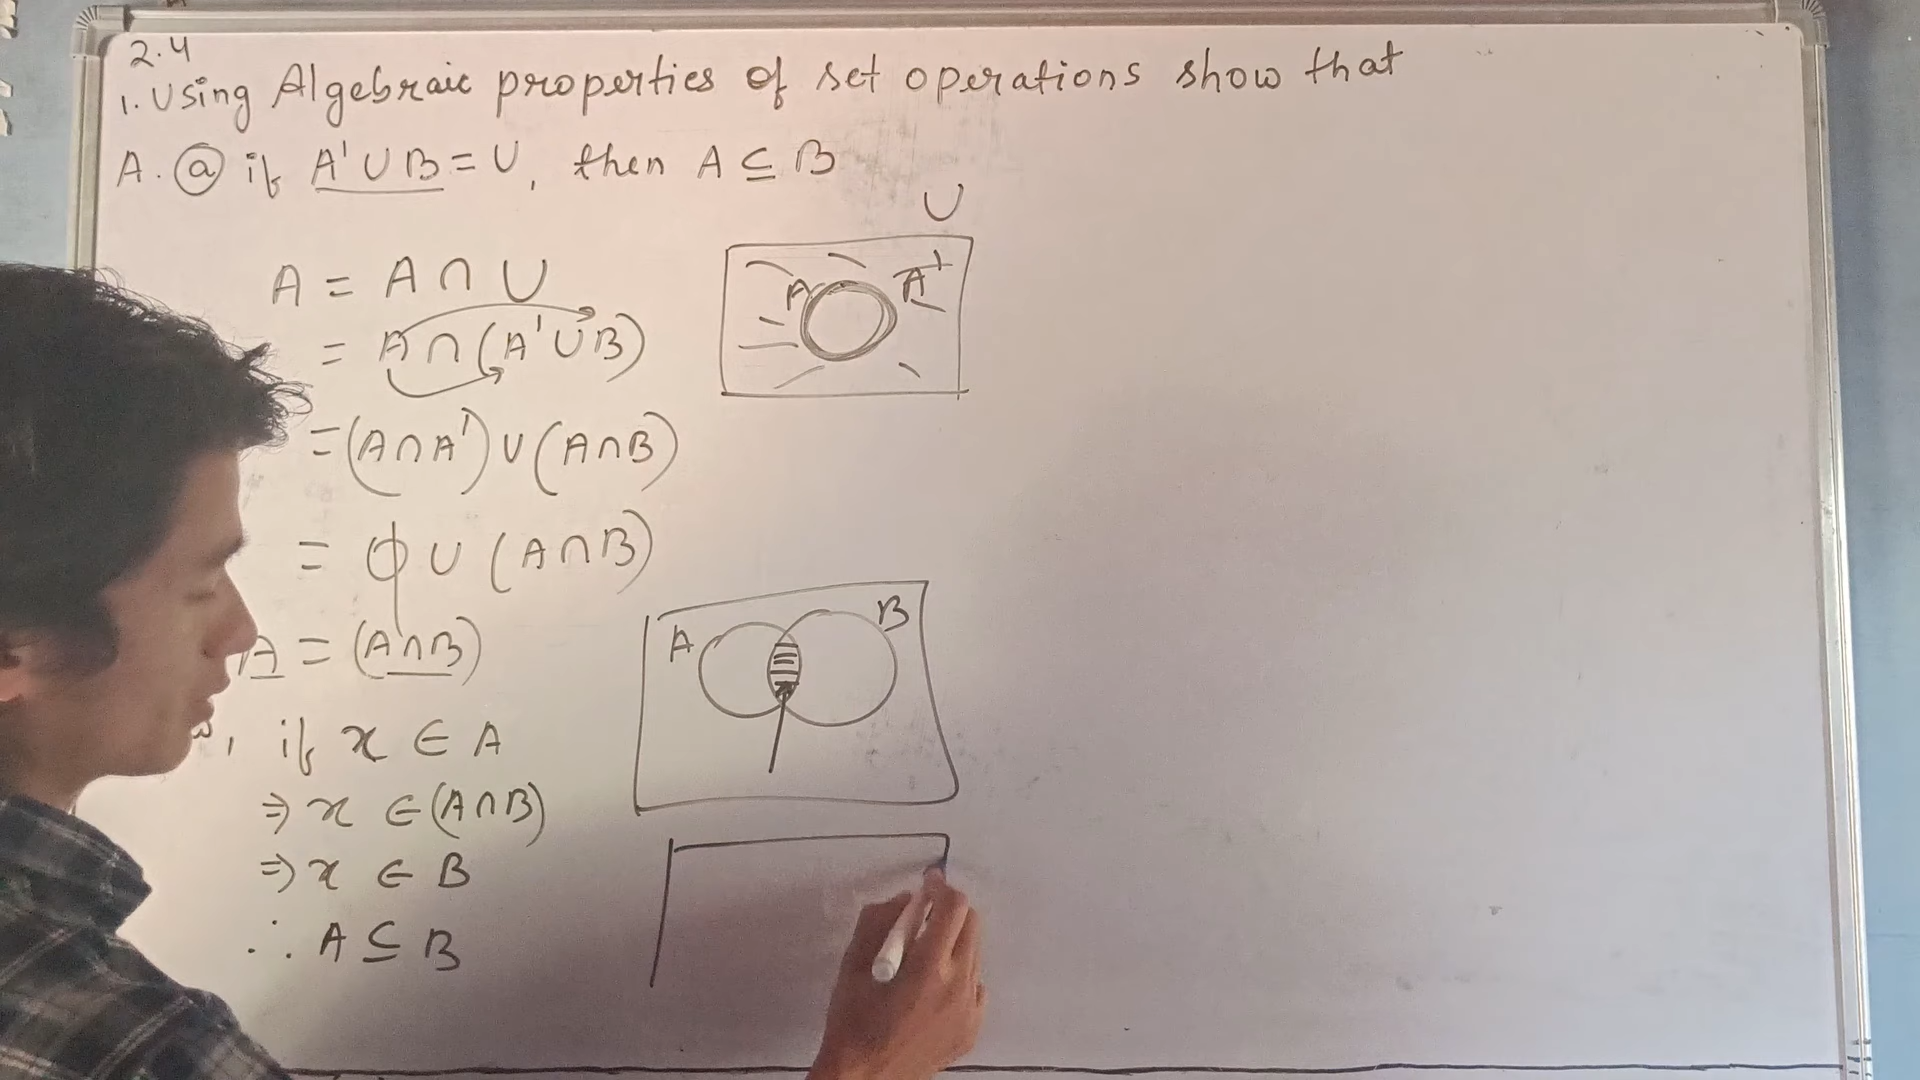 2.4
1. Using Algebraic properties of set operations show that
A. ⓐ if A' ∪ B = U, then A ⊆ B
U
A = A ∩ U
= A ∩ (A' ∪ B)
A A'
= (A ∩ A') ∪ (A ∩ B)
= ϕ ∪ (A ∩ B)
A = (A ∩ B)
A B
, if x ∈ A
⇒ x ∈ (A ∩ B)
⇒ x ∈ B
∴ A ⊆ B